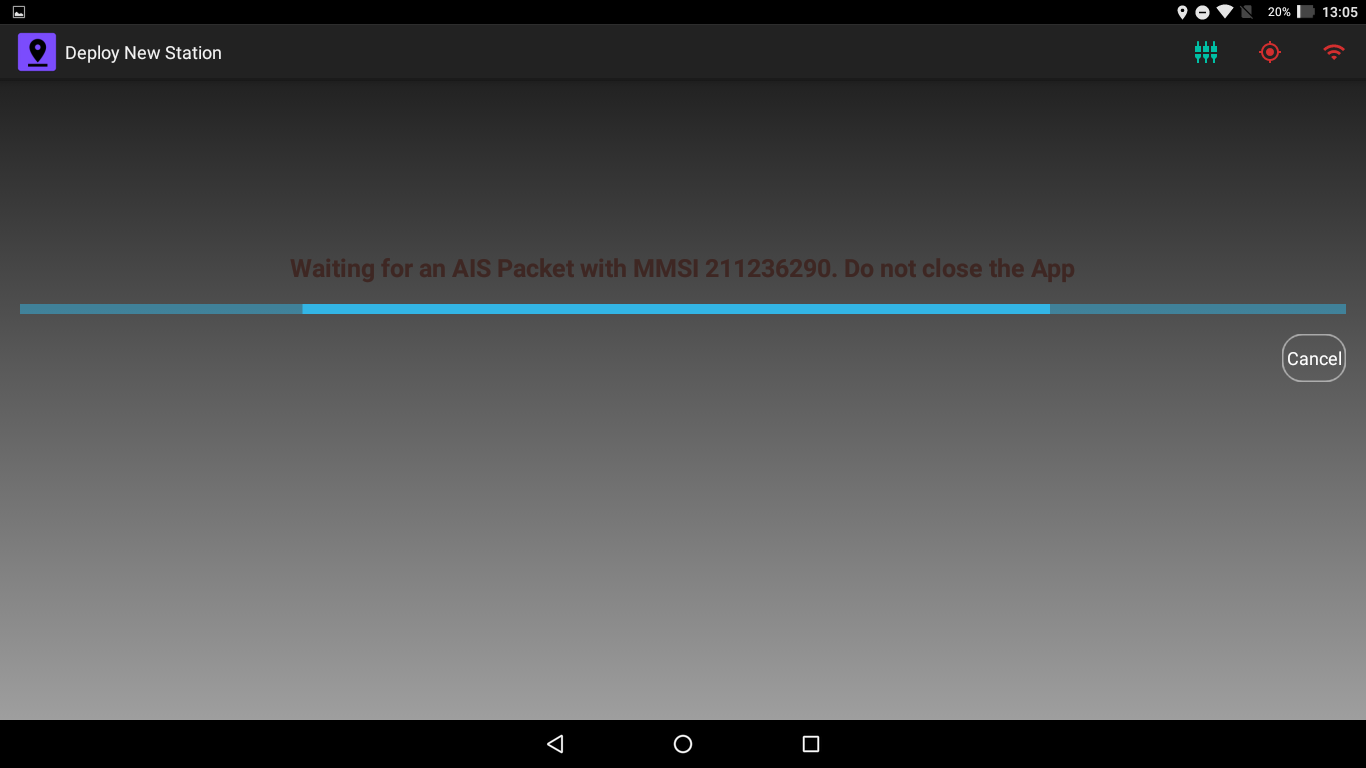 20% 13:05
Deploy New Station
Waiting for an AIS Packet with MMSI 211236290. Do not close the App
Cancel